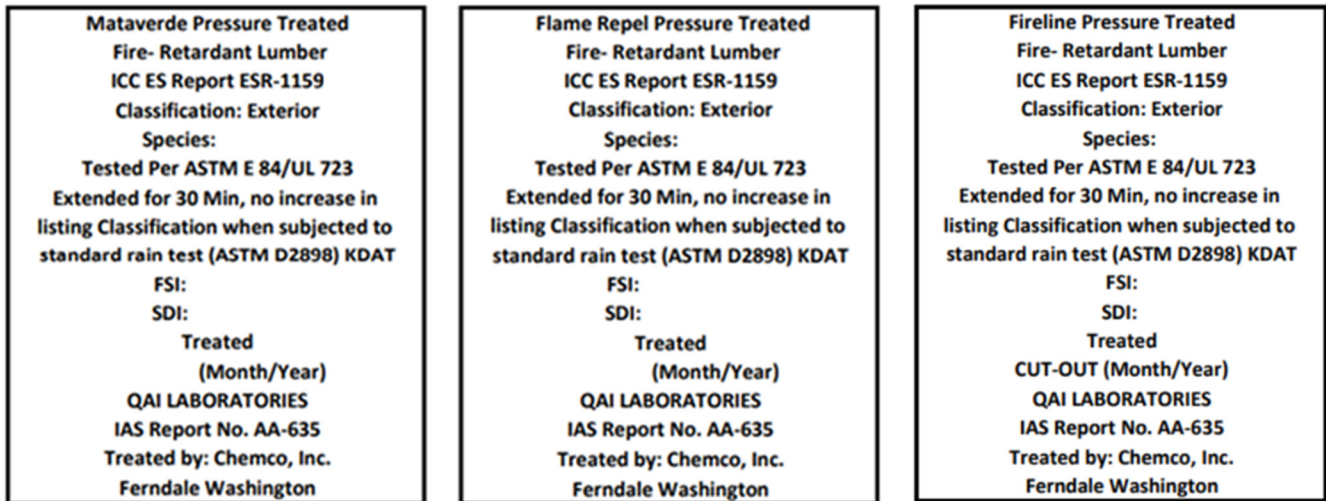 Mataverde Pressure Treated
Fire- Retardant Lumber
ICC ES Report ESR-1159
Classification: Exterior
Species:
Tested Per ASTM E 84/UL 723
Extended for 30 Min, no increase in
listing Classification when subjected to
standard rain test (ASTM D2898) KDAT
FSI:
SDI:
Treated
(Month/Year)
QAI LABORATORIES
IAS Report No. AA-635
Treated by: Chemco, Inc.
Ferndale Washington
Flame Repel Pressure Treated
Fire- Retardant Lumber
ICC ES Report ESR-1159
Classification: Exterior
Species:
Tested Per ASTM E 84/UL 723
Extended for 30 Min, no increase in
listing Classification when subjected to
standard rain test (ASTM D2898) KDAT
FSI:
SDI:
Treated
(Month/Year)
QAI LABORATORIES
IAS Report No. AA-635
Treated by: Chemco, Inc.
Ferndale Washington
Fireline Pressure Treated
Fire- Retardant Lumber
ICC ES Report ESR-1159
Classification: Exterior
Species:
Tested Per ASTM E 84/UL 723
Extended for 30 Min, no increase in
listing Classification when subjected to
standard rain test (ASTM D2898) KDAT
FSI:
SDI:
Treated
CUT-OUT (Month/Year)
QAI LABORATORIES
IAS Report No. AA-635
Treated by: Chemco, Inc.
Ferndale Washington